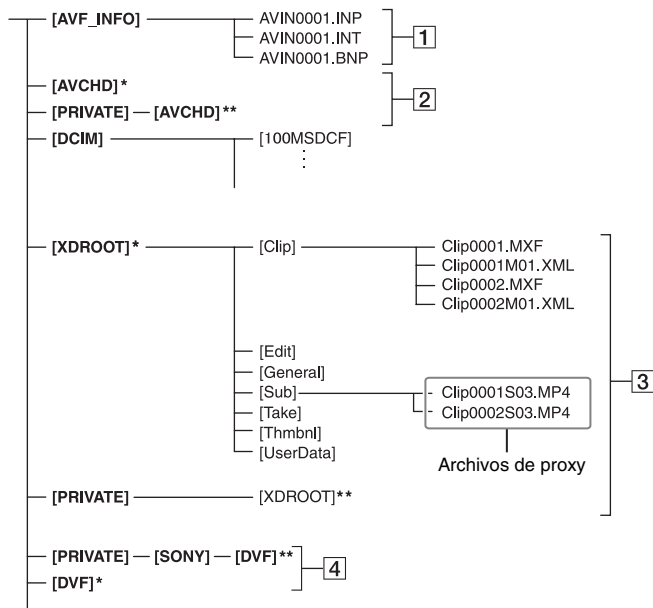 [AVF_INFO] AVIN0001.INP
AVIN0001.INT 1
AVIN0001.BNP
[AVCHD]*
2
[PRIVATE] [AVCHD]**
[DCIM] [100MSDCF]
[XDROOT]* [Clip] Clip0001.MXF
Clip0001M01.XML
Clip0002.MXF
Clip0002M01.XML
[Edit]
[General]
[Sub] Clip0001S03.MP4 3
[Take] Clip0002S03.MP4
[Thmbnl]
[UserData]
Archivos de proxy
[PRIVATE] [XDROOT]**
[PRIVATE] [SONY] [DVF]**
4
[DVF]*